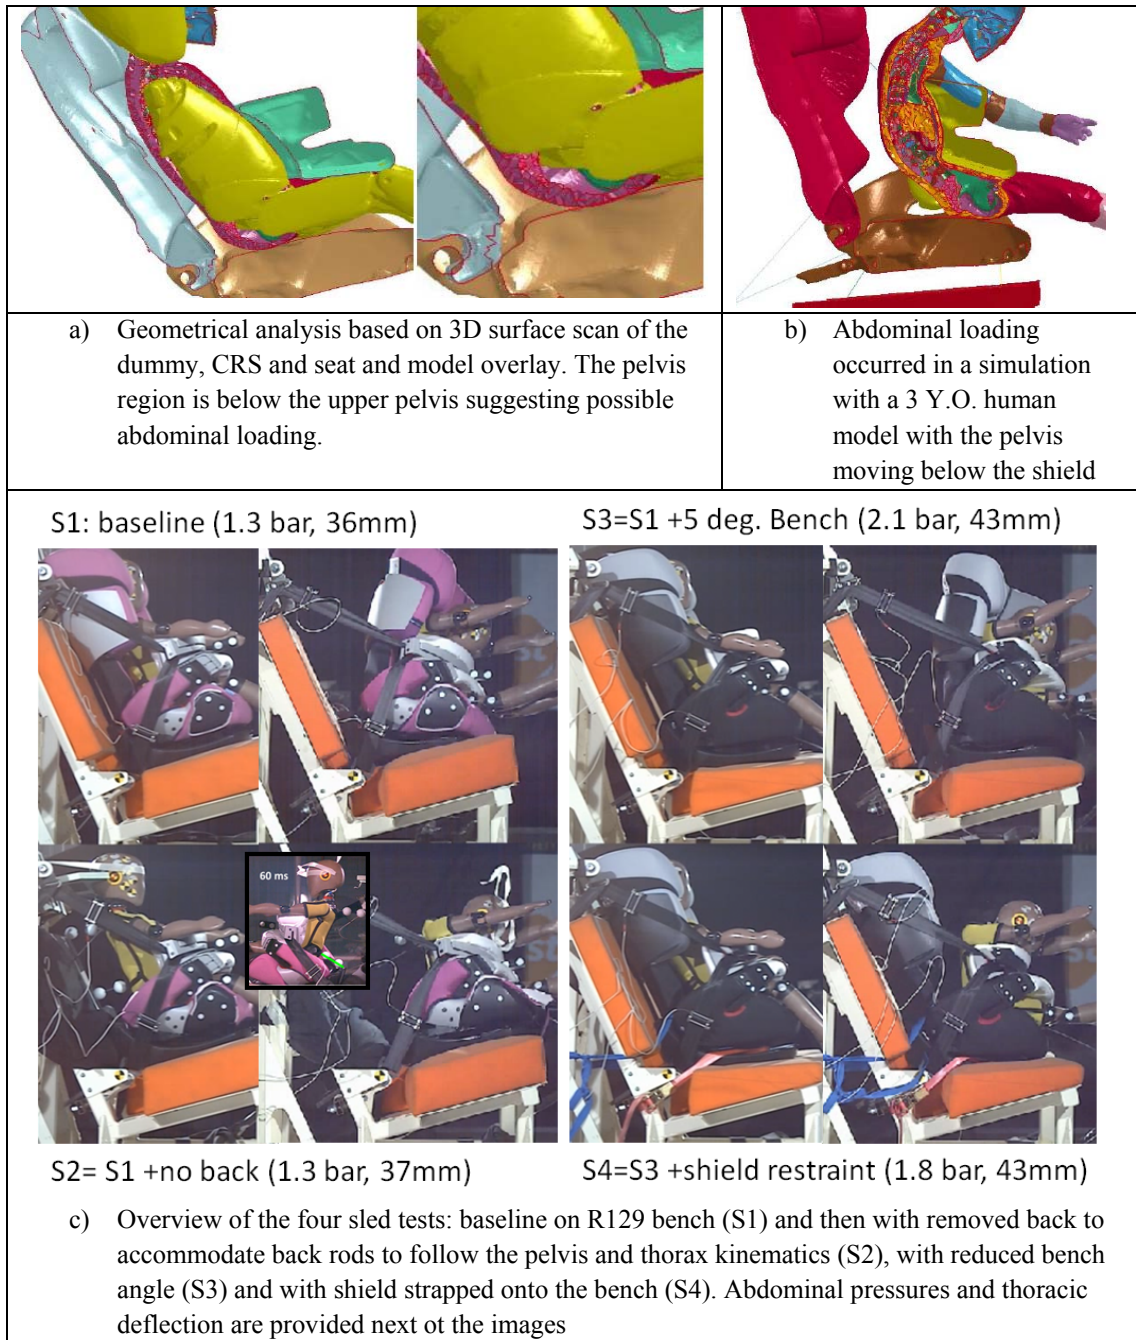 a) Geometrical analysis based on 3D surface scan of the
dummy, CRS and seat and model overlay. The pelvis
region is below the upper pelvis suggesting possible
abdominal loading.
b) Abdominal loading
occurred in a simulation
with a 3 Y.O. human
model with the pelvis
moving below the shield
S1: baseline (1.3 bar, 36mm)
S3=S1 +5 deg. Bench (2.1 bar, 43mm)
60 ms
S2= S1 +no back (1.3 bar, 37mm)
S4=S3 +shield restraint (1.8 bar, 43mm)
c) Overview of the four sled tests: baseline on R129 bench (S1) and then with removed back to
accommodate back rods to follow the pelvis and thorax kinematics (S2), with reduced bench
angle (S3) and with shield strapped onto the bench (S4). Abdominal pressures and thoracic
deflection are provided next ot the images